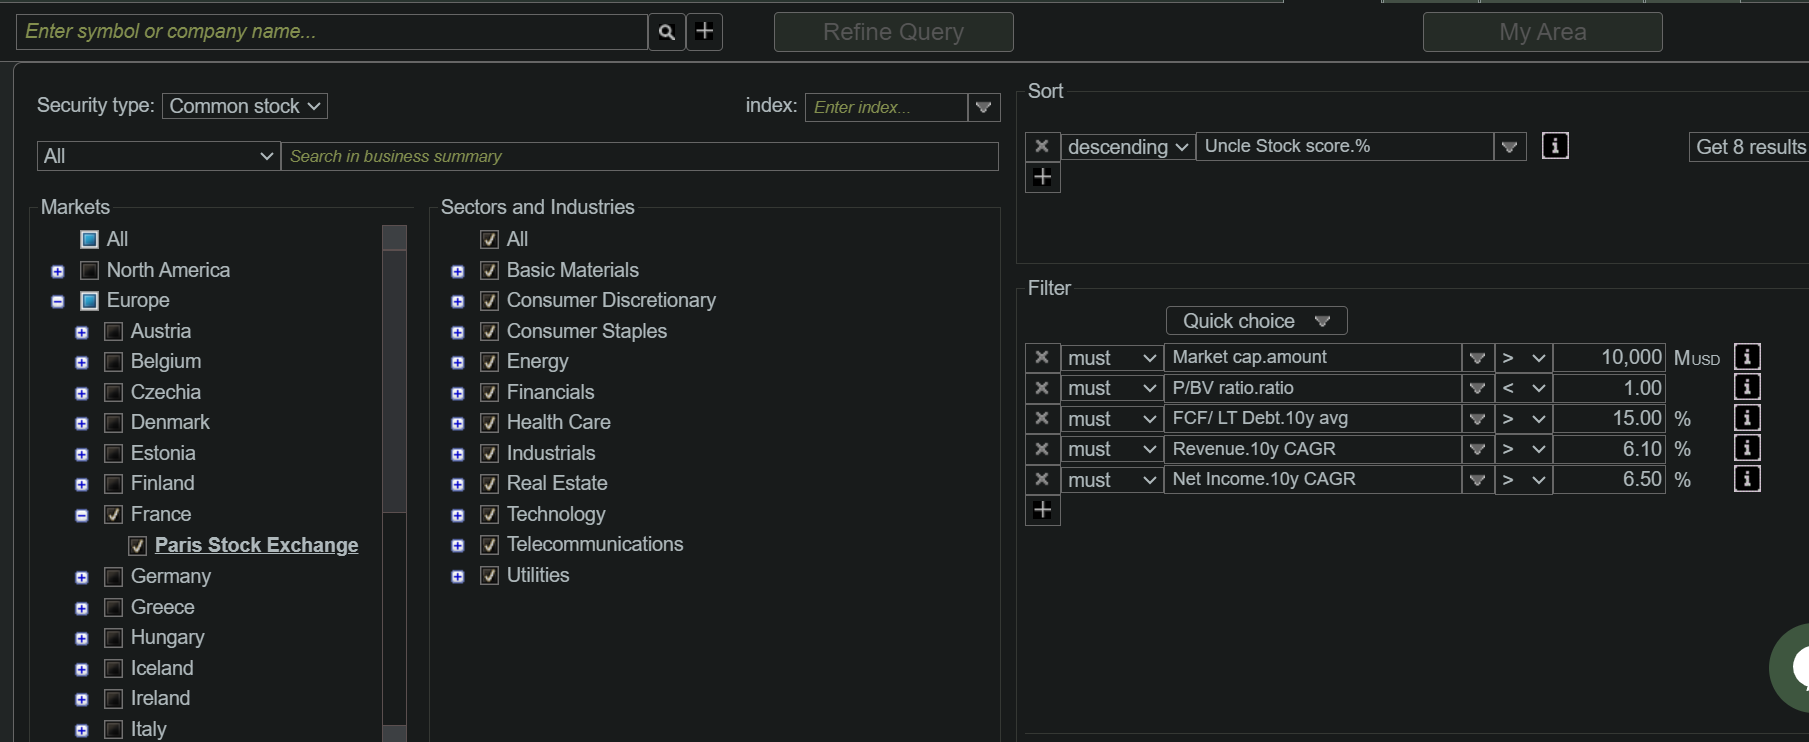 Enter symbol or company name...
Refine Query
My Area
Security type: Common stock
index: Enter index...
All
Search in business summary
Markets
All
North America
Europe
Austria
Belgium
Czechia
Denmark
Estonia
Finland
France
Paris Stock Exchange
Germany
Greece
Hungary
Iceland
Ireland
Italy
Sectors and Industries
All
Basic Materials
Consumer Discretionary
Consumer Staples
Energy
Financials
Health Care
Industrials
Real Estate
Technology
Telecommunications
Utilities
Sort
descending Uncle Stock score.% i Get 8 results
Filter
Quick choice
must Market cap.amount > 10,000 MUSD i
must P/BV ratio.ratio < 1.00 i
must FCF/ LT Debt.10y avg > 15.00 % i
must Revenue.10y CAGR > 6.10 % i
must Net Income.10y CAGR > 6.50 % i